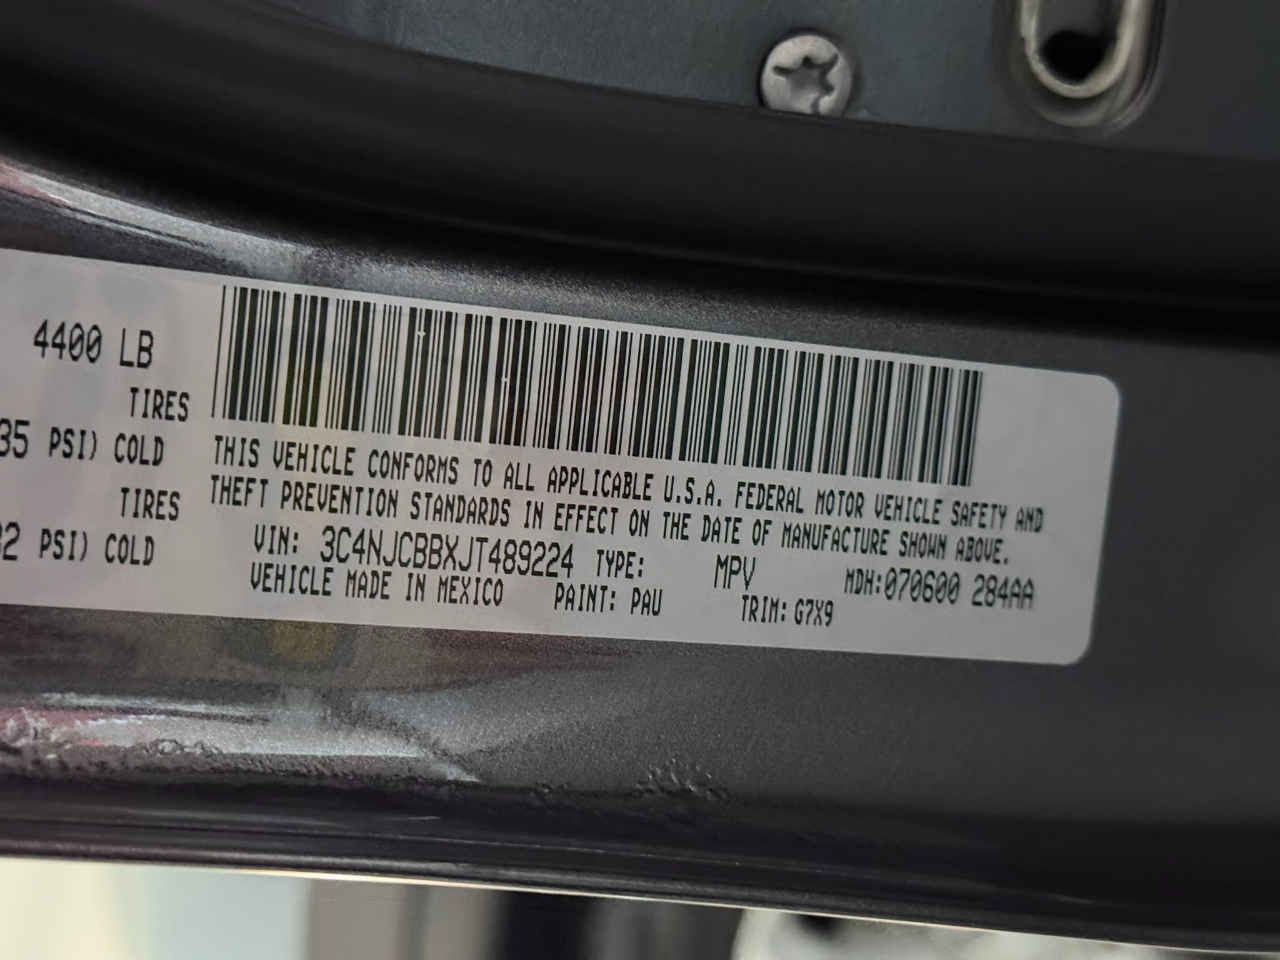 4400 LB
TIRES
35 PSI) COLD
TIRES
32 PSI) COLD
THIS VEHICLE CONFORMS TO ALL APPLICABLE U.S.A. FEDERAL MOTOR VEHICLE SAFETY AND
THEFT PREVENTION STANDARDS IN EFFECT ON THE DATE OF MANUFACTURE SHOWN ABOVE.
VIN: 3C4NJCBBXJT489224 TYPE: MPV MDH:070600 284AA
VEHICLE MADE IN MEXICO PAINT: PAU TRIM: G7X9